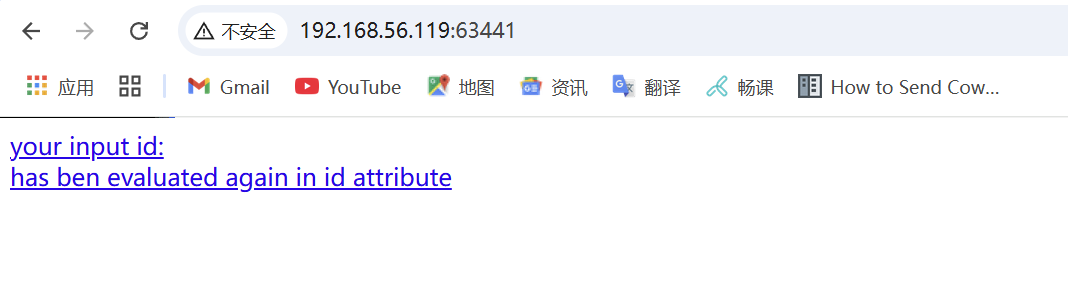 不安全 192.168.56.119:63441
应用 Gmail YouTube 地图 资讯 翻译 畅课 How to Send Cow...
your input id:
has ben evaluated again in id attribute